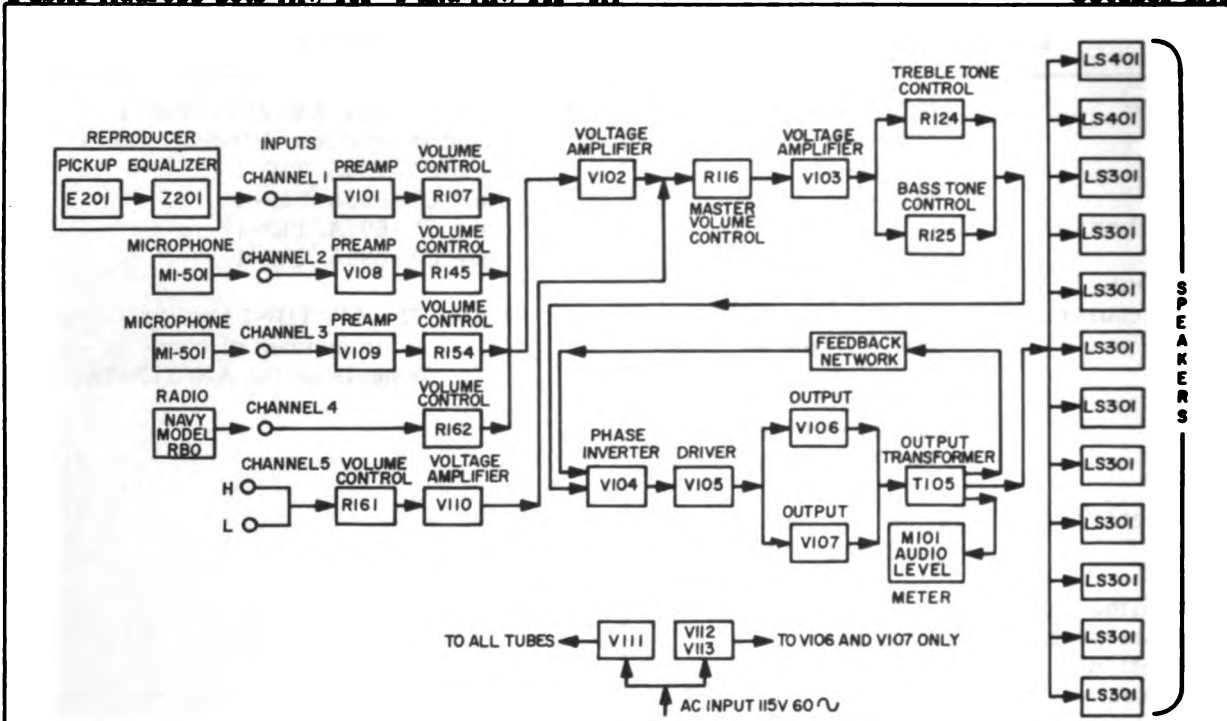 REPRODUCER
PICKUP EQUALIZER
E201
Z201
INPUTS
CHANNEL 1
PREAMP
V101
VOLUME
CONTROL
R107
MICROPHONE
MI-501
CHANNEL 2
PREAMP
V108
VOLUME
CONTROL
R145
MICROPHONE
MI-501
CHANNEL 3
PREAMP
V109
VOLUME
CONTROL
R154
RADIO
NAVY
MODEL
RBO
CHANNEL 4
VOLUME
CONTROL
R162
CHANNEL 5
H
L
VOLUME
CONTROL
R161
VOLTAGE
AMPLIFIER
V110
VOLTAGE
AMPLIFIER
V102
R116
MASTER
VOLUME
CONTROL
VOLTAGE
AMPLIFIER
V103
TREBLE TONE
CONTROL
R124
BASS TONE
CONTROL
R125
FEEDBACK
NETWORK
PHASE
INVERTER
V104
DRIVER
V105
OUTPUT
V106
OUTPUT
V107
OUTPUT
TRANSFORMER
T105
M101
AUDIO
LEVEL
METER
TO ALL TUBES
V111
V112
V113
TO V106 AND V107 ONLY
AC INPUT 115V 60
LS401
LS401
LS301
LS301
LS301
LS301
LS301
LS301
LS301
LS301
LS301
LS301
SPEAKERS